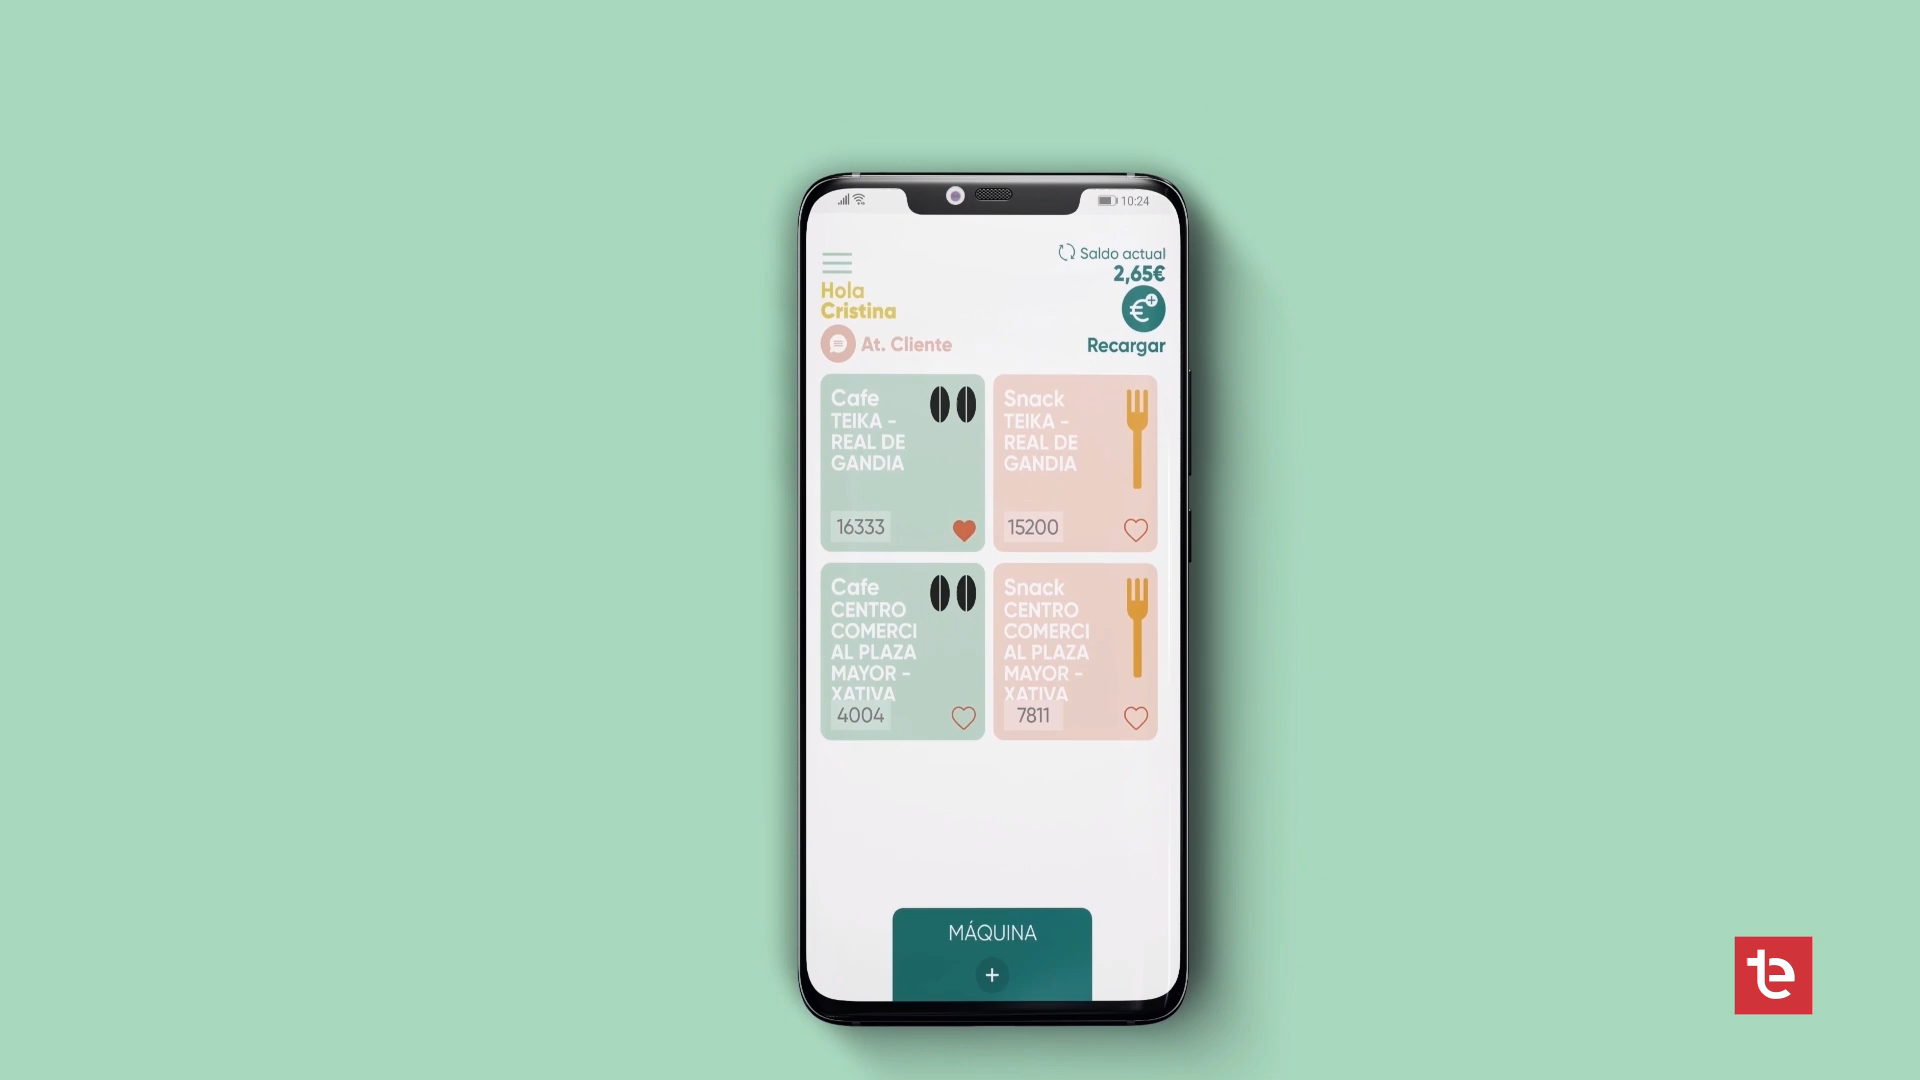 10:24
Saldo actual
2,65€
Hola
Cristina
At. Cliente
Recargar
Cafe
TEIKA -
REAL DE
GANDIA
16333
Snack
TEIKA -
REAL DE
GANDIA
15200
Cafe
CENTRO
COMERCI
AL PLAZA
MAYOR -
XATIVA
4004
Snack
CENTRO
COMERCI
AL PLAZA
MAYOR -
XATIVA
7811
MÁQUINA
+
te